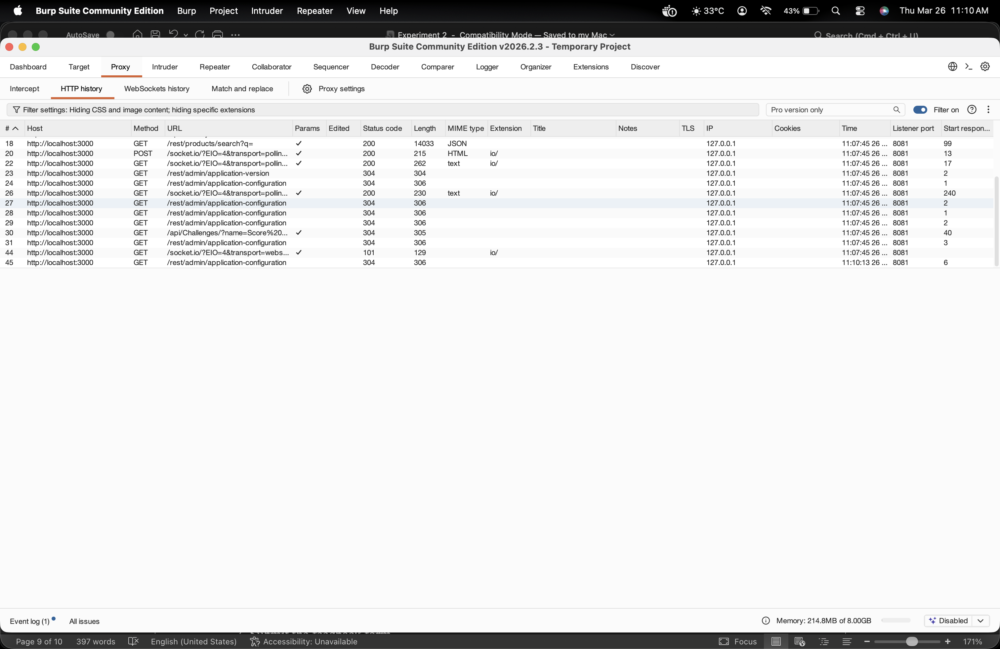 Burp Suite Community Edition Burp Project Intruder Repeater View Help 33°C 43% Thu Mar 26 11:10 AM
AutoSave Experiment 2 - Compatibility Mode — Saved to my Mac Search (Cmd + Ctrl + U)
Burp Suite Community Edition v2026.2.3 - Temporary Project
Dashboard Target Proxy Intruder Repeater Collaborator Sequencer Decoder Comparer Logger Organizer Extensions Discover
Intercept HTTP history WebSockets history Match and replace Proxy settings
Filter settings: Hiding CSS and image content; hiding specific extensions Pro version only Filter on
# Host Method URL Params Edited Status code Length MIME type Extension Title Notes TLS IP Cookies Time Listener port Start respon...
18 http://localhost:3000 GET /rest/products/search?q= ✓ 200 14033 JSON 127.0.0.1 11:07:45 26 ... 8081 99
20 http://localhost:3000 POST /socket.io/?EIO=4&transport=pollin... ✓ 200 215 HTML io/ 127.0.0.1 11:07:45 26 ... 8081 13
22 http://localhost:3000 GET /socket.io/?EIO=4&transport=pollin... ✓ 200 262 text io/ 127.0.0.1 11:07:45 26 ... 8081 17
23 http://localhost:3000 GET /rest/admin/application-version 304 304 127.0.0.1 11:07:45 26 ... 8081 2
24 http://localhost:3000 GET /rest/admin/application-configuration 304 306 127.0.0.1 11:07:45 26 ... 8081 1
26 http://localhost:3000 GET /socket.io/?EIO=4&transport=pollin... ✓ 200 230 text io/ 127.0.0.1 11:07:45 26 ... 8081 240
27 http://localhost:3000 GET /rest/admin/application-configuration 304 306 127.0.0.1 11:07:45 26 ... 8081 2
28 http://localhost:3000 GET /rest/admin/application-configuration 304 306 127.0.0.1 11:07:45 26 ... 8081 1
29 http://localhost:3000 GET /rest/admin/application-configuration 304 306 127.0.0.1 11:07:45 26 ... 8081 2
30 http://localhost:3000 GET /api/Challenges/?name=Score%20... ✓ 304 305 127.0.0.1 11:07:45 26 ... 8081 40
31 http://localhost:3000 GET /rest/admin/application-configuration 304 306 127.0.0.1 11:07:45 26 ... 8081 3
44 http://localhost:3000 GET /socket.io/?EIO=4&transport=webs... ✓ 101 129 io/ 127.0.0.1 11:07:45 26 ... 8081
45 http://localhost:3000 GET /rest/admin/application-configuration 304 306 127.0.0.1 11:10:13 26 ... 8081 6
Event log (1) All issues Memory: 214.8MB of 8.00GB Disabled
Page 9 of 10 397 words English (United States) Accessibility: Unavailable Focus 171%